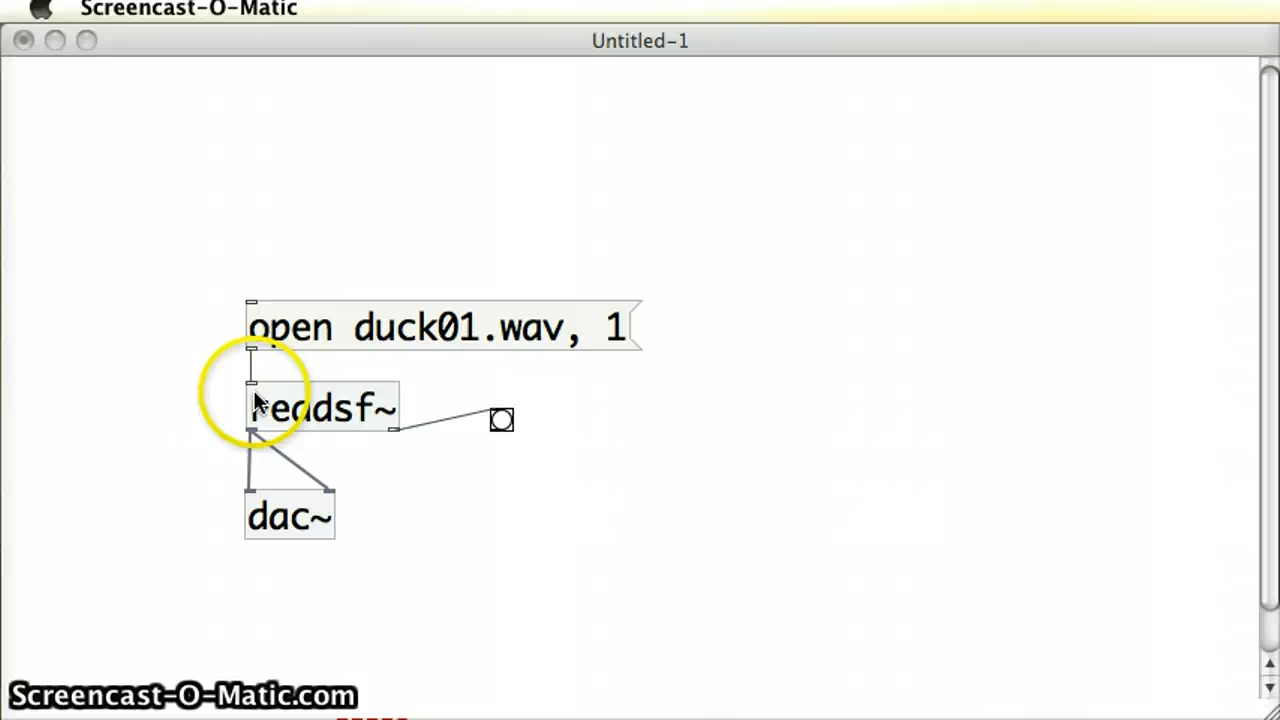 Screencast-O-Matic
Untitled-1
open duck01.wav, 1
readsf~
dac~
Screencast-O-Matic.com